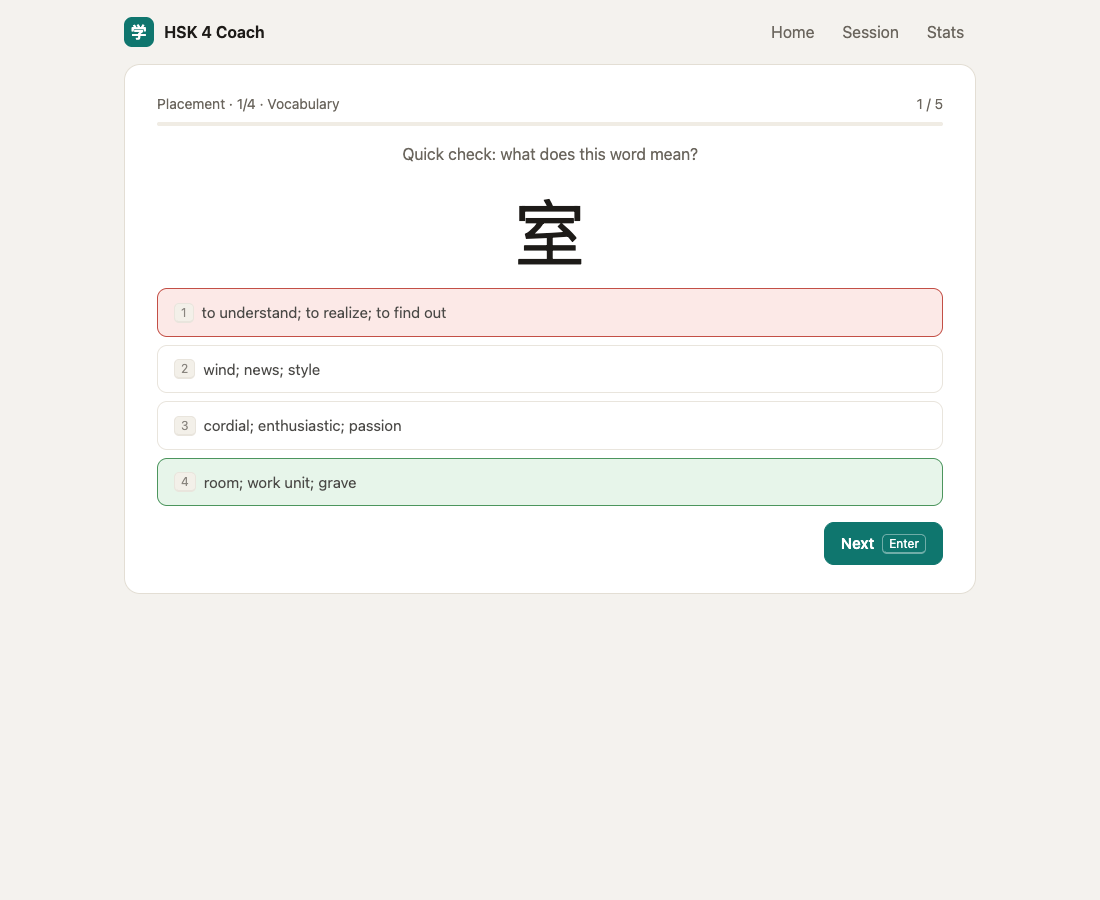 学 HSK 4 Coach Home Session Stats
Placement · 1/4 · Vocabulary 1 / 5
Quick check: what does this word mean?
室
1 to understand; to realize; to find out
2 wind; news; style
3 cordial; enthusiastic; passion
4 room; work unit; grave
Next Enter